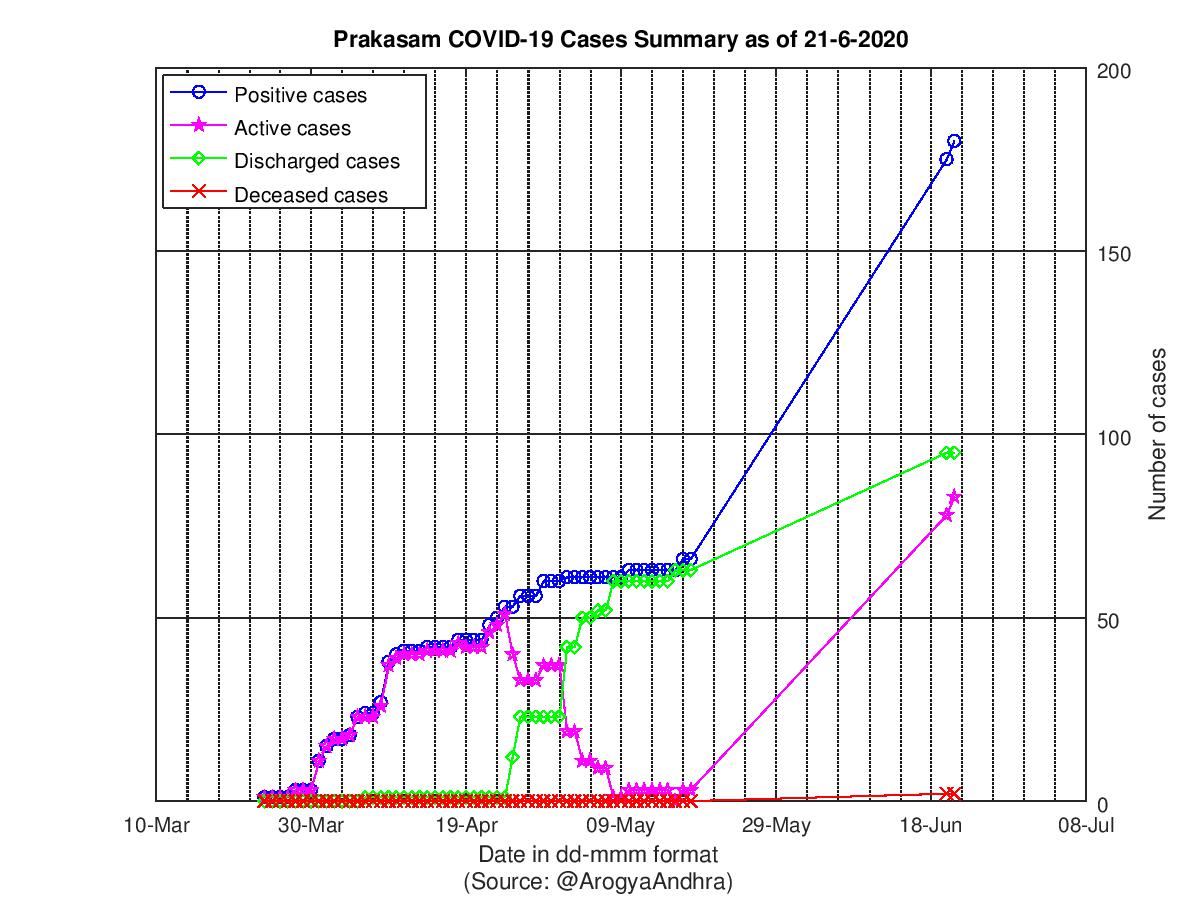 Prakasam COVID-19 Cases Summary as of 21-6-2020
Positive cases
Active cases
Discharged cases
Deceased cases
200
150
100
50
0
Number of cases
10-Mar 30-Mar 19-Apr 09-May 29-May 18-Jun 08-Jul
Date in dd-mmm format
(Source: @ArogyaAndhra)